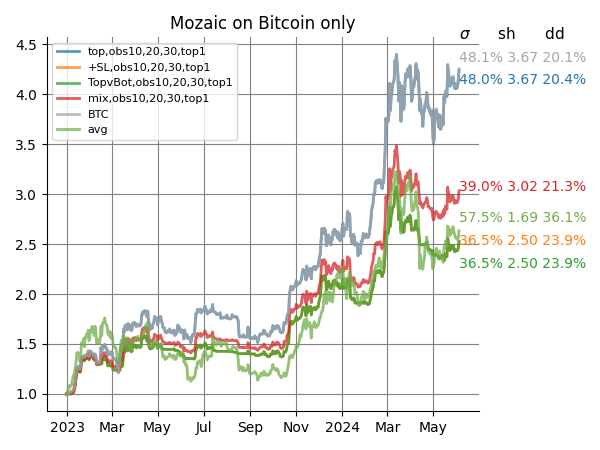 Mozaic on Bitcoin only
σ sh dd
4.5
4.0
3.5
3.0
2.5
2.0
1.5
1.0
top,obs10,20,30,top1
+SL,obs10,20,30,top1
TopvBot,obs10,20,30,top1
mix,obs10,20,30,top1
BTC
avg
48.1% 3.67 20.1%
48.0% 3.67 20.4%
39.0% 3.02 21.3%
57.5% 1.69 36.1%
36.5% 2.50 23.9%
36.5% 2.50 23.9%
2023 Mar May Jul Sep Nov 2024 Mar May